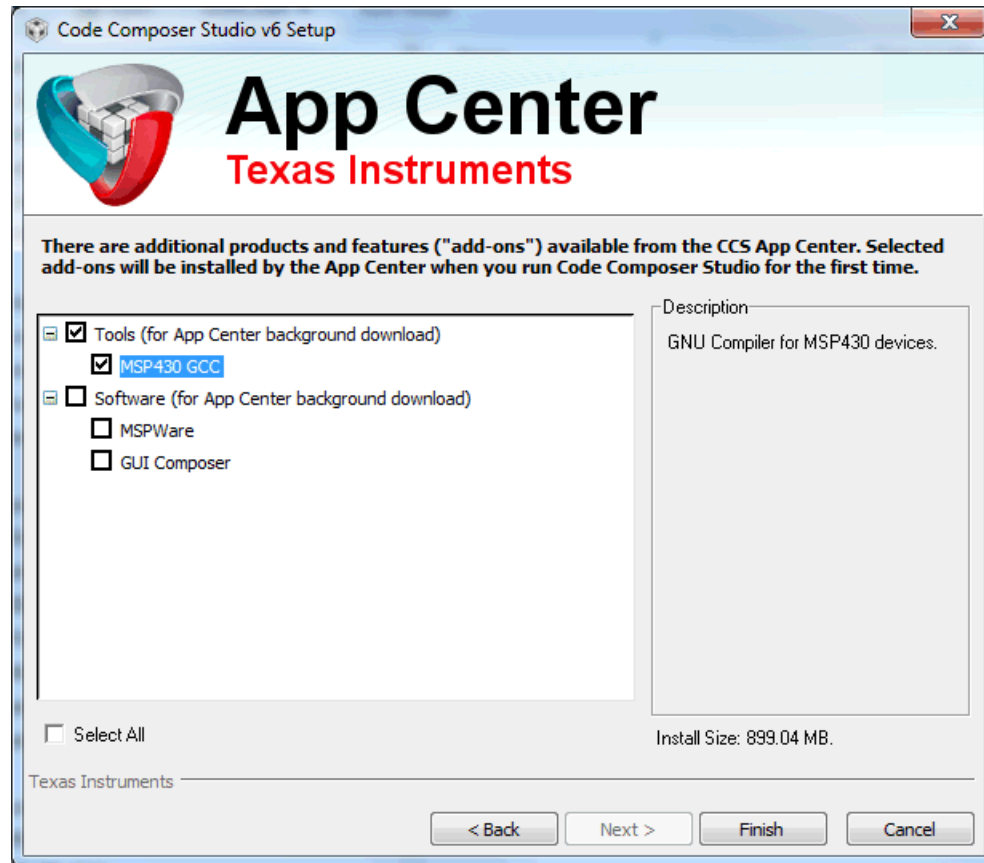 Code Composer Studio v6 Setup
App Center
Texas Instruments
There are additional products and features ("add-ons") available from the CCS App Center. Selected
add-ons will be installed by the App Center when you run Code Composer Studio for the first time.
Description
Tools (for App Center background download)
GNU Compiler for MSP430 devices.
MSP430 GCC
Software (for App Center background download)
MSPWare
GUI Composer
Select All
Install Size: 899.04 MB.
Texas Instruments
< Back
Next >
Finish
Cancel